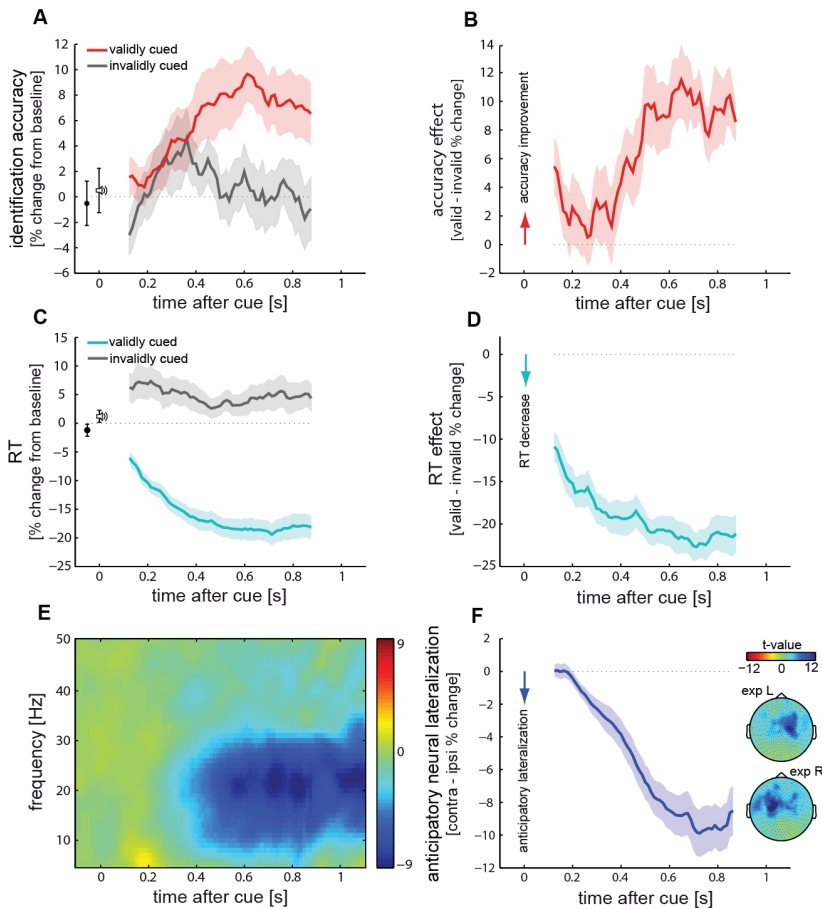 A
identification accuracy
[% change from baseline]
12
10
8
6
4
2
0
−2
−4
−6
validly cued
invalidly cued
0
0.2
0.4
0.6
0.8
1
time after cue [s]
B
accuracy effect
[valid - invalid % change]
14
12
10
8
6
4
2
0
−2
accuracy improvement
0
0.2
0.4
0.6
0.8
1
time after cue [s]
C
RT
[% change from baseline]
15
10
5
0
−5
−10
−15
−20
−25
validly cued
invalidly cued
0
0.2
0.4
0.6
0.8
1
time after cue [s]
D
RT effect
[valid - invalid % change]
0
−5
−10
−15
−20
−25
RT decrease
0
0.2
0.4
0.6
0.8
1
time after cue [s]
E
frequency [Hz]
50
40
30
20
10
0
0.2
0.4
0.6
0.8
1
time after cue [s]
9
0
−9
F
anticipatory neural lateralization
[contra - ipsi % change]
2
0
−2
−4
−6
−8
−10
−12
anticipatory lateralization
0
0.2
0.4
0.6
0.8
1
time after cue [s]
t-value
−12
0
12
exp L
exp R